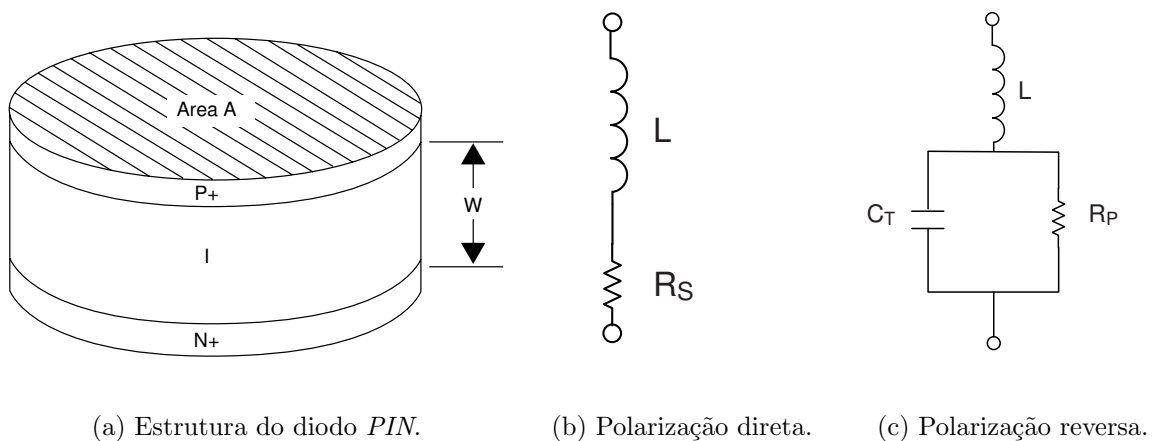 Area A
P+
W
I
N+
L
RS
L
CT
RP
(a) Estrutura do diodo PIN.
(b) Polarização direta.
(c) Polarização reversa.